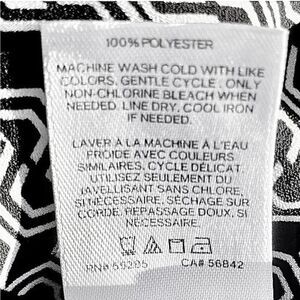 100% POLYESTER
MACHINE WASH COLD WITH LIKE
COLORS. GENTLE CYCLE. ONLY
NON-CHLORINE BLEACH WHEN
NEEDED. LINE DRY. COOL IRON
IF NEEDED.
LAVER À LA MACHINE À L'EAU
FROIDE AVEC COULEURS
SIMILAIRES, CYCLE DÉLICAT
UTILISEZ SEULEMENT DU
JAVELLISANT SANS CHLORE,
SI NÉCESSAIRE. SÉCHAGE SUR
CORDE. REPASSAGE DOUX, SI
NÉCESSAIRE.
RN# 55285 CA# 56842